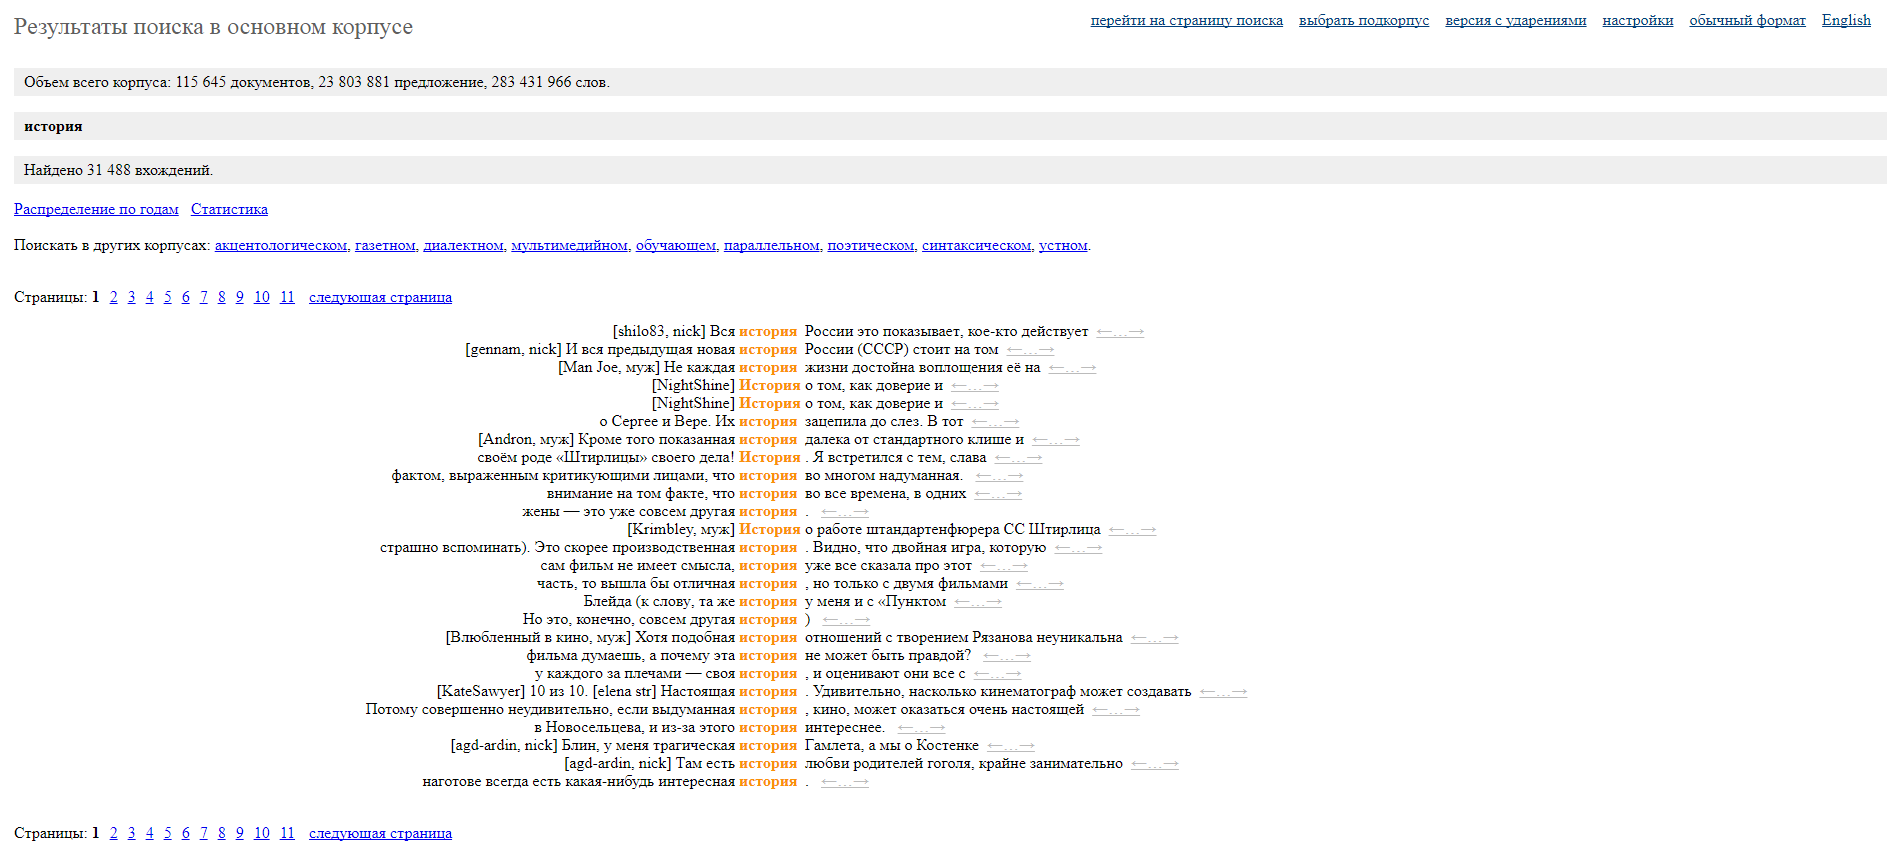 Результаты поиска в основном корпусе
перейти на страницу поиска выбрать подкорпус версия с ударениями настройки обычный формат English
Объем всего корпуса: 115 645 документов, 23 803 881 предложение, 283 431 966 слов.
история
Найдено 31 488 вхождений.
Распределение по годам Статистика
Поискать в других корпусах: акцентологическом, газетном, диалектном, мультимедийном, обучающем, параллельном, поэтическом, синтаксическом, устном.
Страницы: 1 2 3 4 5 6 7 8 9 10 11 следующая страница
[shilo83, nick] Вся история России это показывает, кое-кто действует ←…→
[gennam, nick] И вся предыдущая новая история России (СССР) стоит на том ←…→
[Man Joe, муж] Не каждая история жизни достойна воплощения её на ←…→
[NightShine] История о том, как доверие и ←…→
[NightShine] История о том, как доверие и ←…→
о Сергее и Вере. Их история зацепила до слез. В тот ←…→
[Andron, муж] Кроме того показанная история далека от стандартного клише и ←…→
своём роде «Штирлицы» своего дела! История . Я встретился с тем, слава ←…→
фактом, выраженным критикующими лицами, что история во многом надуманная. ←…→
внимание на том факте, что история во все времена, в одних ←…→
жены — это уже совсем другая история . ←…→
[Krimbley, муж] История о работе штандартенфюрера СС Штирлица ←…→
страшно вспоминать). Это скорее производственная история . Видно, что двойная игра, которую ←…→
сам фильм не имеет смысла, история уже все сказала про этот ←…→
часть, то вышла бы отличная история , но только с двумя фильмами ←…→
Блейда (к слову, та же история у меня и с «Пунктом ←…→
Но это, конечно, совсем другая история ) ←…→
[Влюбленный в кино, муж] Хотя подобная история отношений с творением Рязанова неуникальна ←…→
фильма думаешь, а почему эта история не может быть правдой? ←…→
у каждого за плечами — своя история , и оценивают они все с ←…→
[KateSawyer] 10 из 10. [elena str] Настоящая история . Удивительно, насколько кинематограф может создавать ←…→
Потому совершенно неудивительно, если выдуманная история , кино, может оказаться очень настоящей ←…→
в Новосельцева, и из-за этого история интереснее. ←…→
[agd-ardin, nick] Блин, у меня трагическая история Гамлета, а мы о Костенке ←…→
[agd-ardin, nick] Там есть история любви родителей гоголя, крайне занимательно ←…→
наготове всегда есть какая-нибудь интересная история . ←…→
Страницы: 1 2 3 4 5 6 7 8 9 10 11 следующая страница